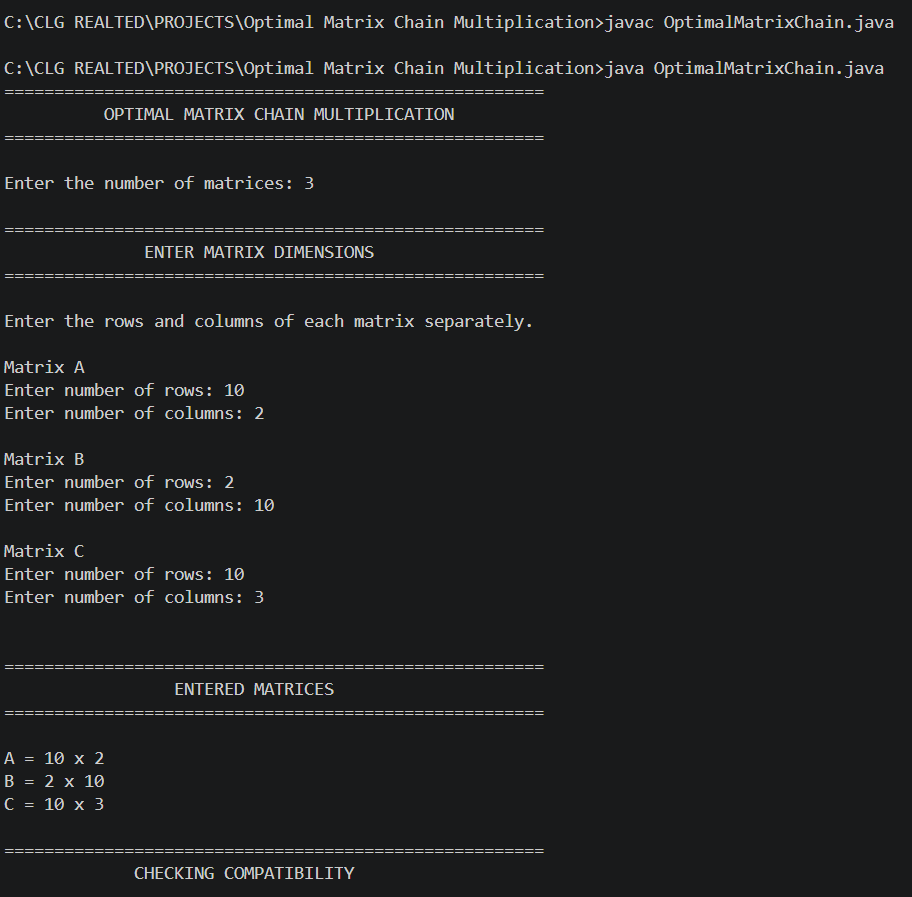 C:\CLG REALTED\PROJECTS\Optimal Matrix Chain Multiplication>javac OptimalMatrixChain.java
C:\CLG REALTED\PROJECTS\Optimal Matrix Chain Multiplication>java OptimalMatrixChain.java
======================================================
OPTIMAL MATRIX CHAIN MULTIPLICATION
======================================================
Enter the number of matrices: 3
======================================================
ENTER MATRIX DIMENSIONS
======================================================
Enter the rows and columns of each matrix separately.
Matrix A
Enter number of rows: 10
Enter number of columns: 2
Matrix B
Enter number of rows: 2
Enter number of columns: 10
Matrix C
Enter number of rows: 10
Enter number of columns: 3
======================================================
ENTERED MATRICES
======================================================
A = 10 x 2
B = 2 x 10
C = 10 x 3
======================================================
CHECKING COMPATIBILITY